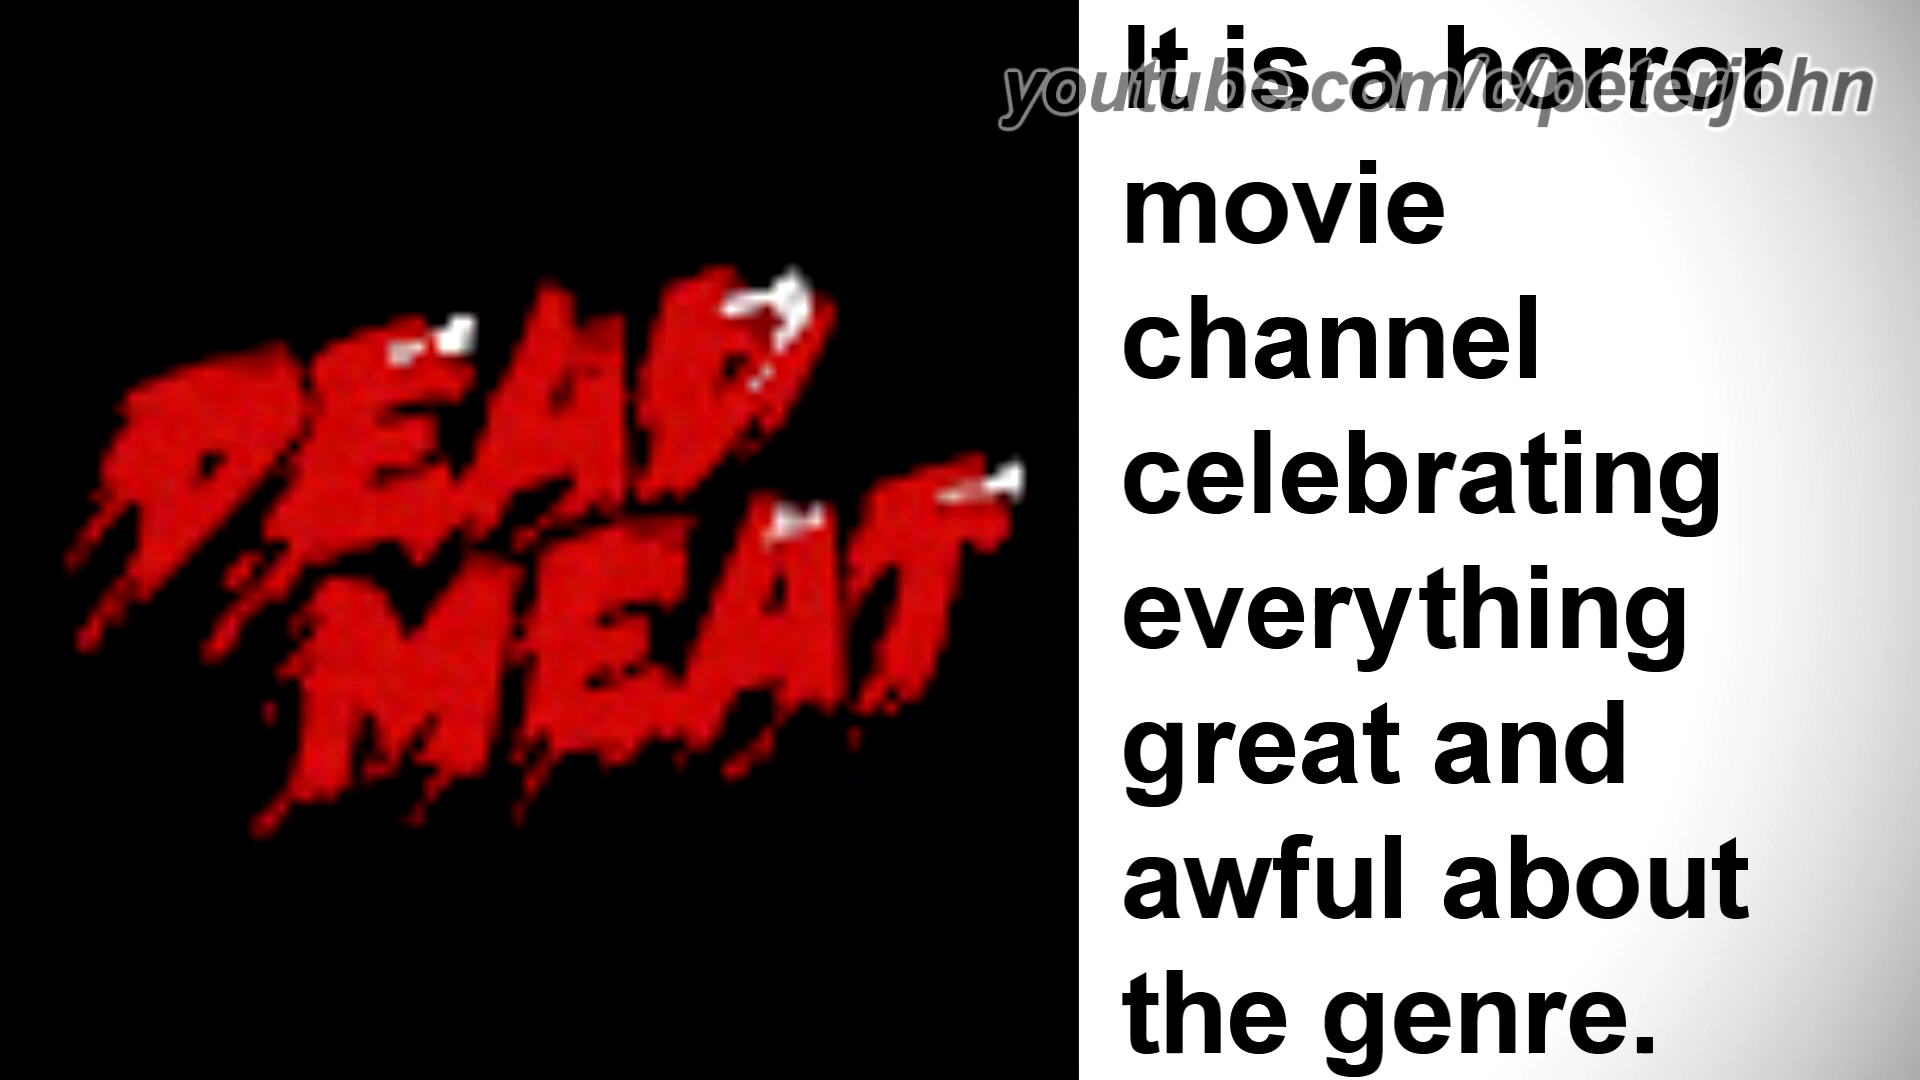 DEAD
MEAT
youtube.com/c/peterjohn
It is a horror
movie
channel
celebrating
everything
great and
awful about
the genre.